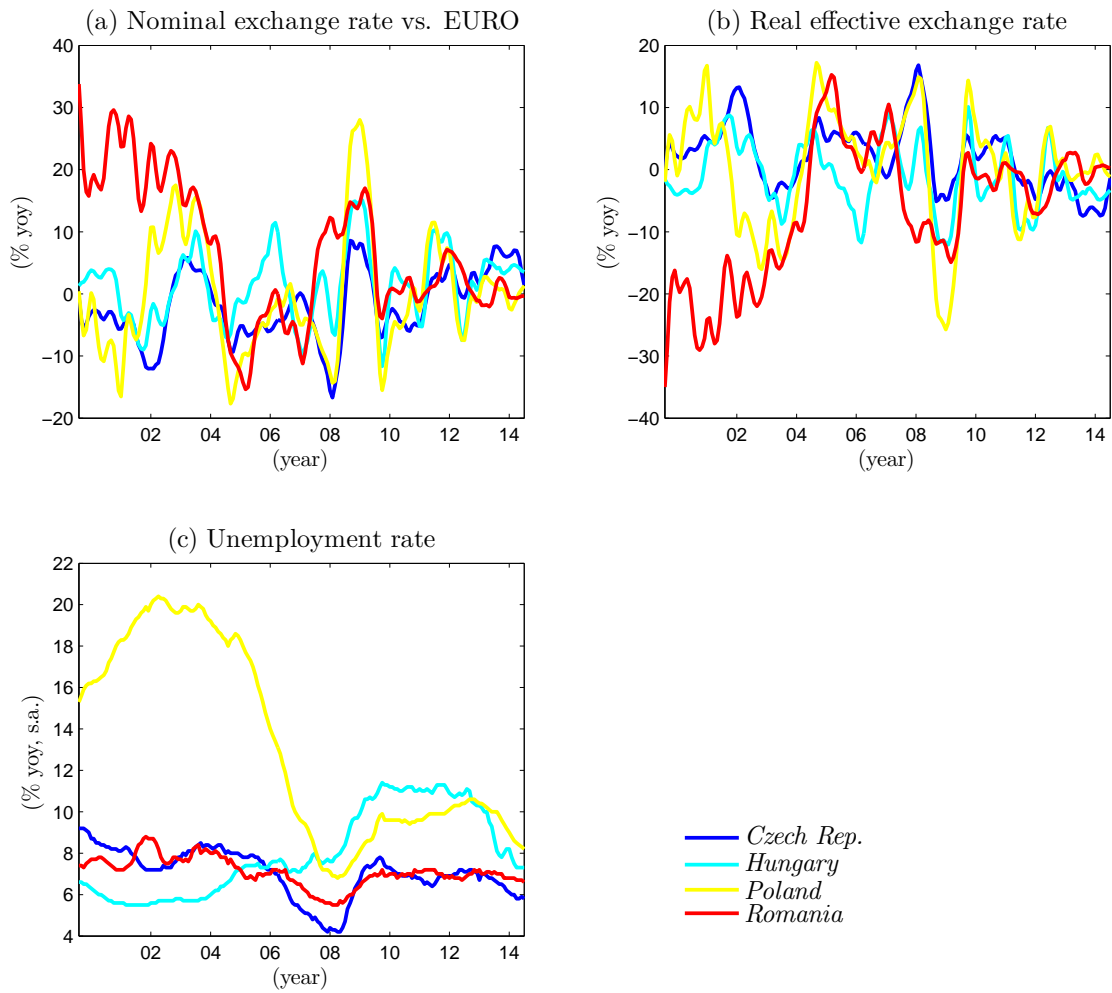 (a) Nominal exchange rate vs. EURO
(% yoy)
40
30
20
10
0
−10
−20
02 04 06 08 10 12 14
(year)
(b) Real effective exchange rate
(% yoy)
20
10
0
−10
−20
−30
−40
02 04 06 08 10 12 14
(year)
(c) Unemployment rate
(% yoy, s.a.)
22
20
18
16
14
12
10
8
6
4
02 04 06 08 10 12 14
(year)
Czech Rep.
Hungary
Poland
Romania